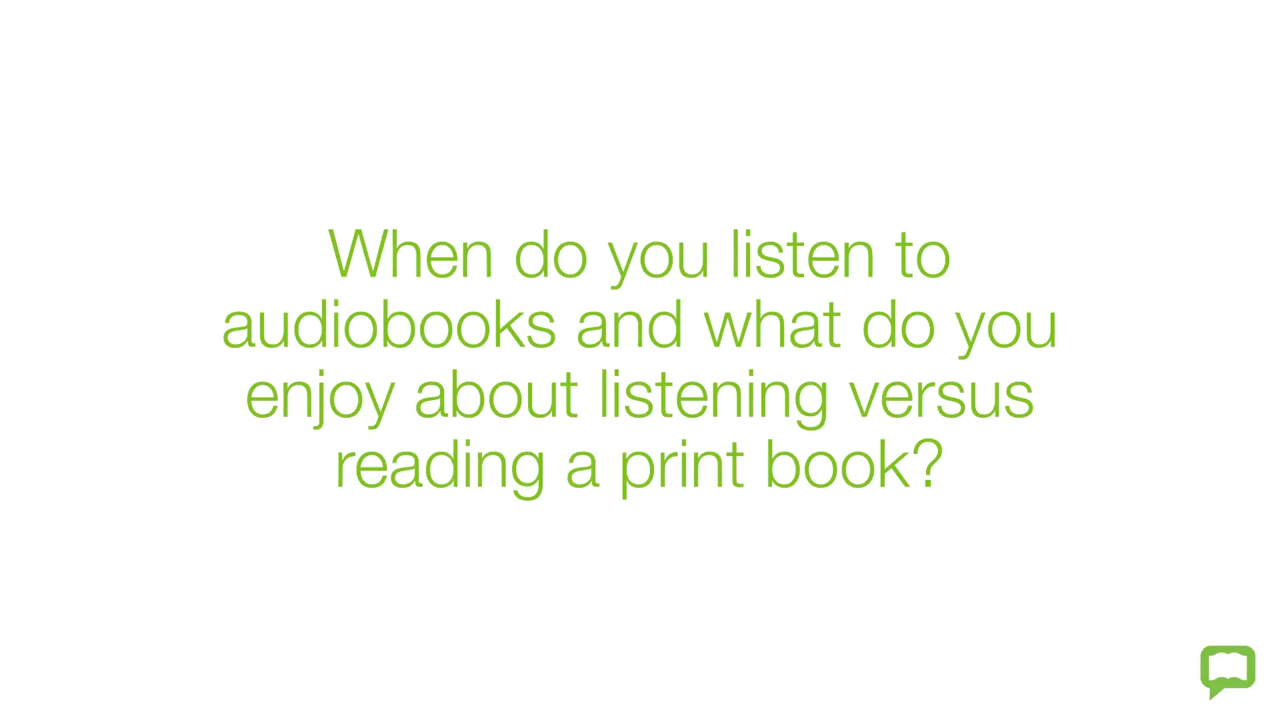 When do you listen to
audiobooks and what do you
enjoy about listening versus
reading a print book?